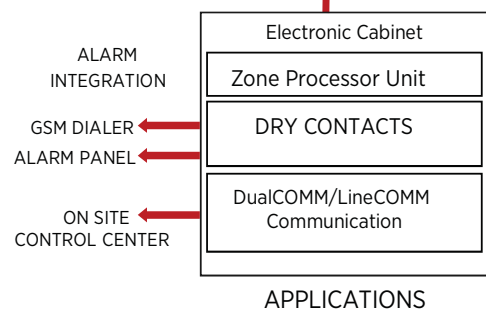 Electronic Cabinet
ALARM
INTEGRATION
Zone Processor Unit
GSM DIALER
DRY CONTACTS
ALARM PANEL
DualCOMM/LineCOMM
Communication
ON SITE
CONTROL CENTER
APPLICATIONS